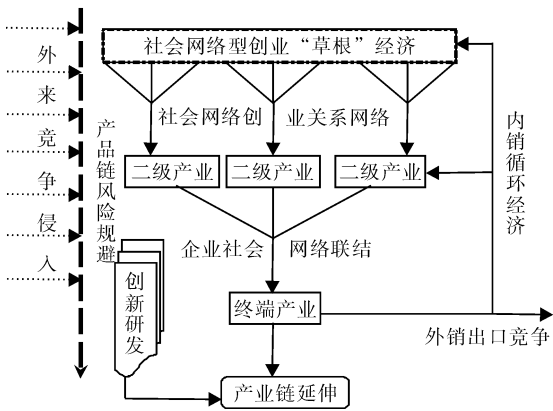 社会网络型创业“草根”经济
外来竞争侵入
产品链风险规避
社会网络创 业关系网络
内销循环经济
二级产业 二级产业 二级产业
企业社会 网络联结
创新研发
终端产业
外销出口竞争
产业链延伸